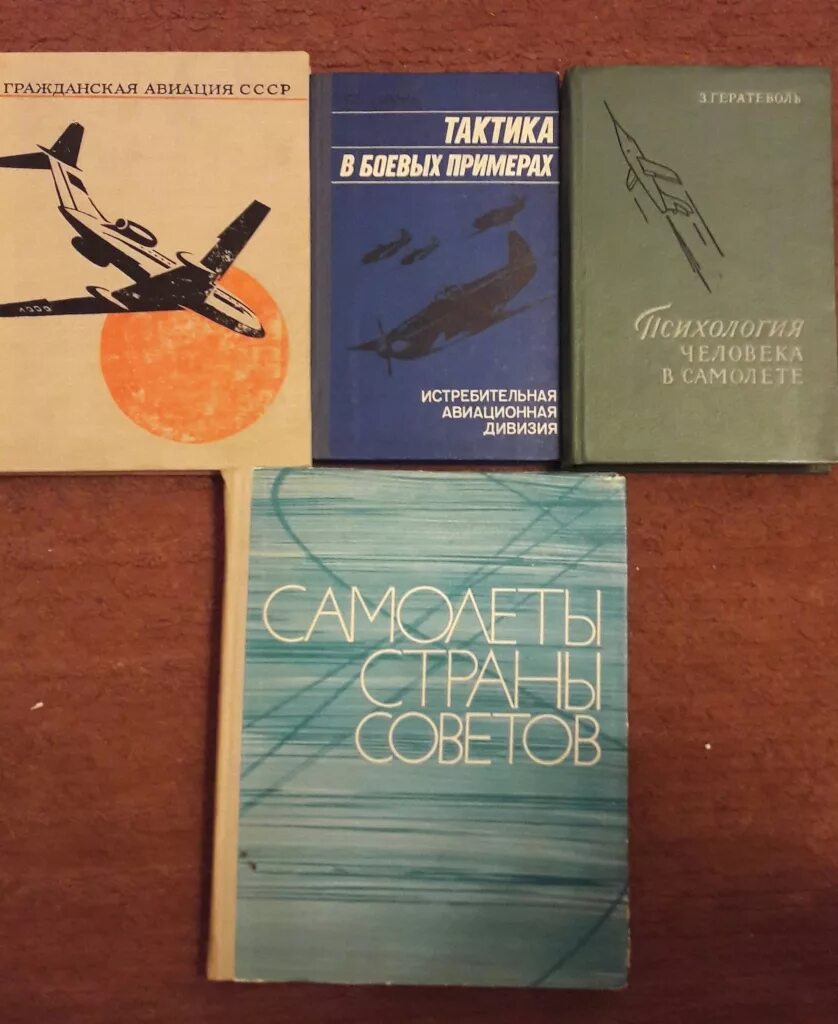 ГРАЖДАНСКАЯ АВИАЦИЯ СССР
ТАКТИКА
В БОЕВЫХ ПРИМЕРАХ
ИСТРЕБИТЕЛЬНАЯ
АВИАЦИОННАЯ
ДИВИЗИЯ
З. ГЕРАТЕВОЛЬ
Психология
ЧЕЛОВЕКА
В САМОЛЕТЕ
САМОЛЕТЫ
СТРАНЫ
СОВЕТОВ